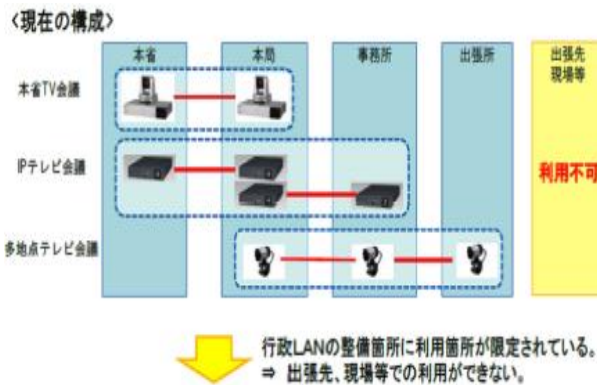 <現在の構成>
本省
本局
事務所
出張所
出張先
現場等
本省TV会議
IPテレビ会議
利用不可
多地点テレビ会議
行政LANの整備箇所に利用箇所が限定されている。
⇒ 出張先、現場等での利用ができない。